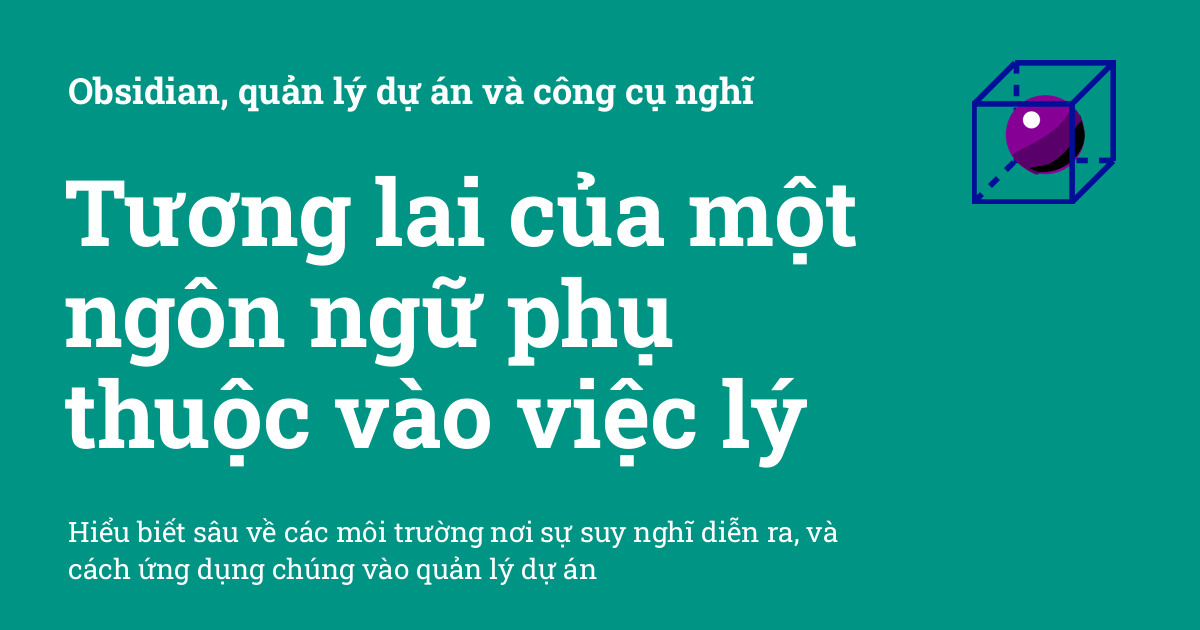 Obsidian, quản lý dự án và công cụ nghĩ
Tương lai của một
ngôn ngữ phụ
thuộc vào việc lý
Hiểu biết sâu về các môi trường nơi sự suy nghĩ diễn ra, và
cách ứng dụng chúng vào quản lý dự án